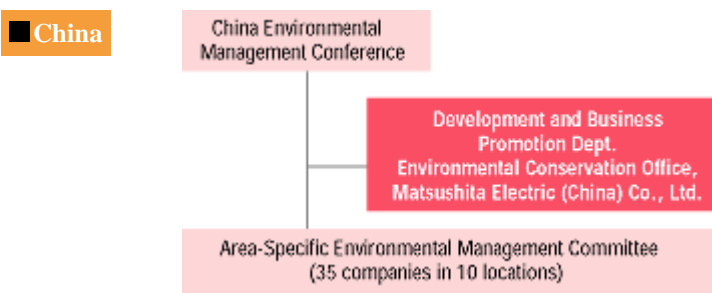 ■China
China Environmental
Management Conference
Development and Business
Promotion Dept.
Environmental Conservation Office,
Matsushita Electric (China) Co., Ltd.
Area-Specific Environmental Management Committee
(35 companies in 10 locations)